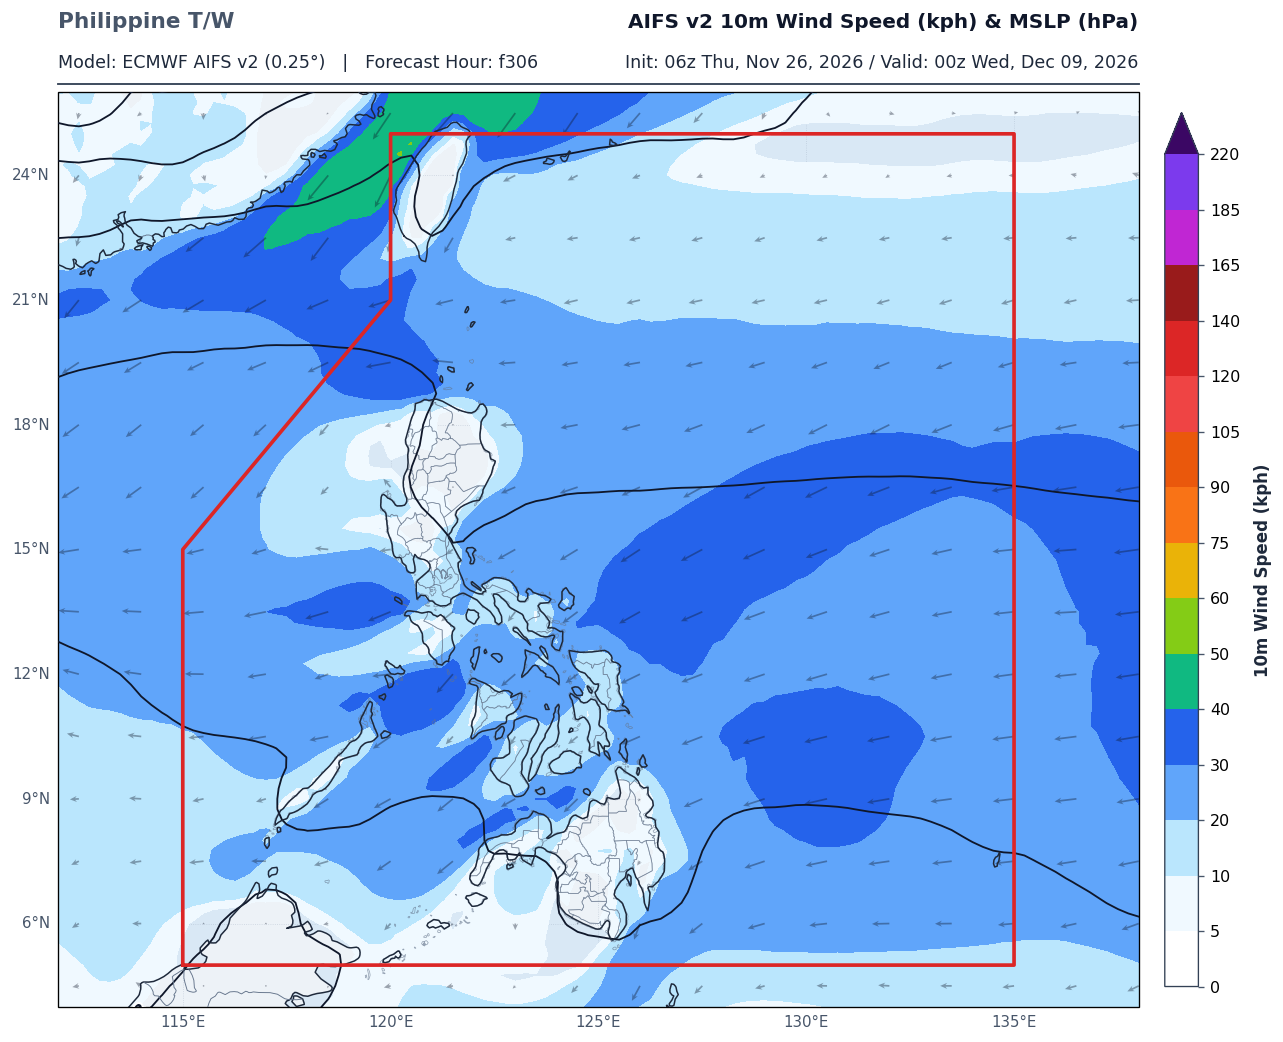 Philippine T/W
AIFS v2 10m Wind Speed (kph) & MSLP (hPa)
Model: ECMWF AIFS v2 (0.25°)   |   Forecast Hour: f306
Init: 06z Thu, Nov 26, 2026 / Valid: 00z Wed, Dec 09, 2026
24°N
21°N
18°N
15°N
12°N
9°N
6°N
115°E
120°E
125°E
130°E
135°E
220
185
165
140
120
105
90
75
60
50
40
30
20
10
5
0
10m Wind Speed (kph)